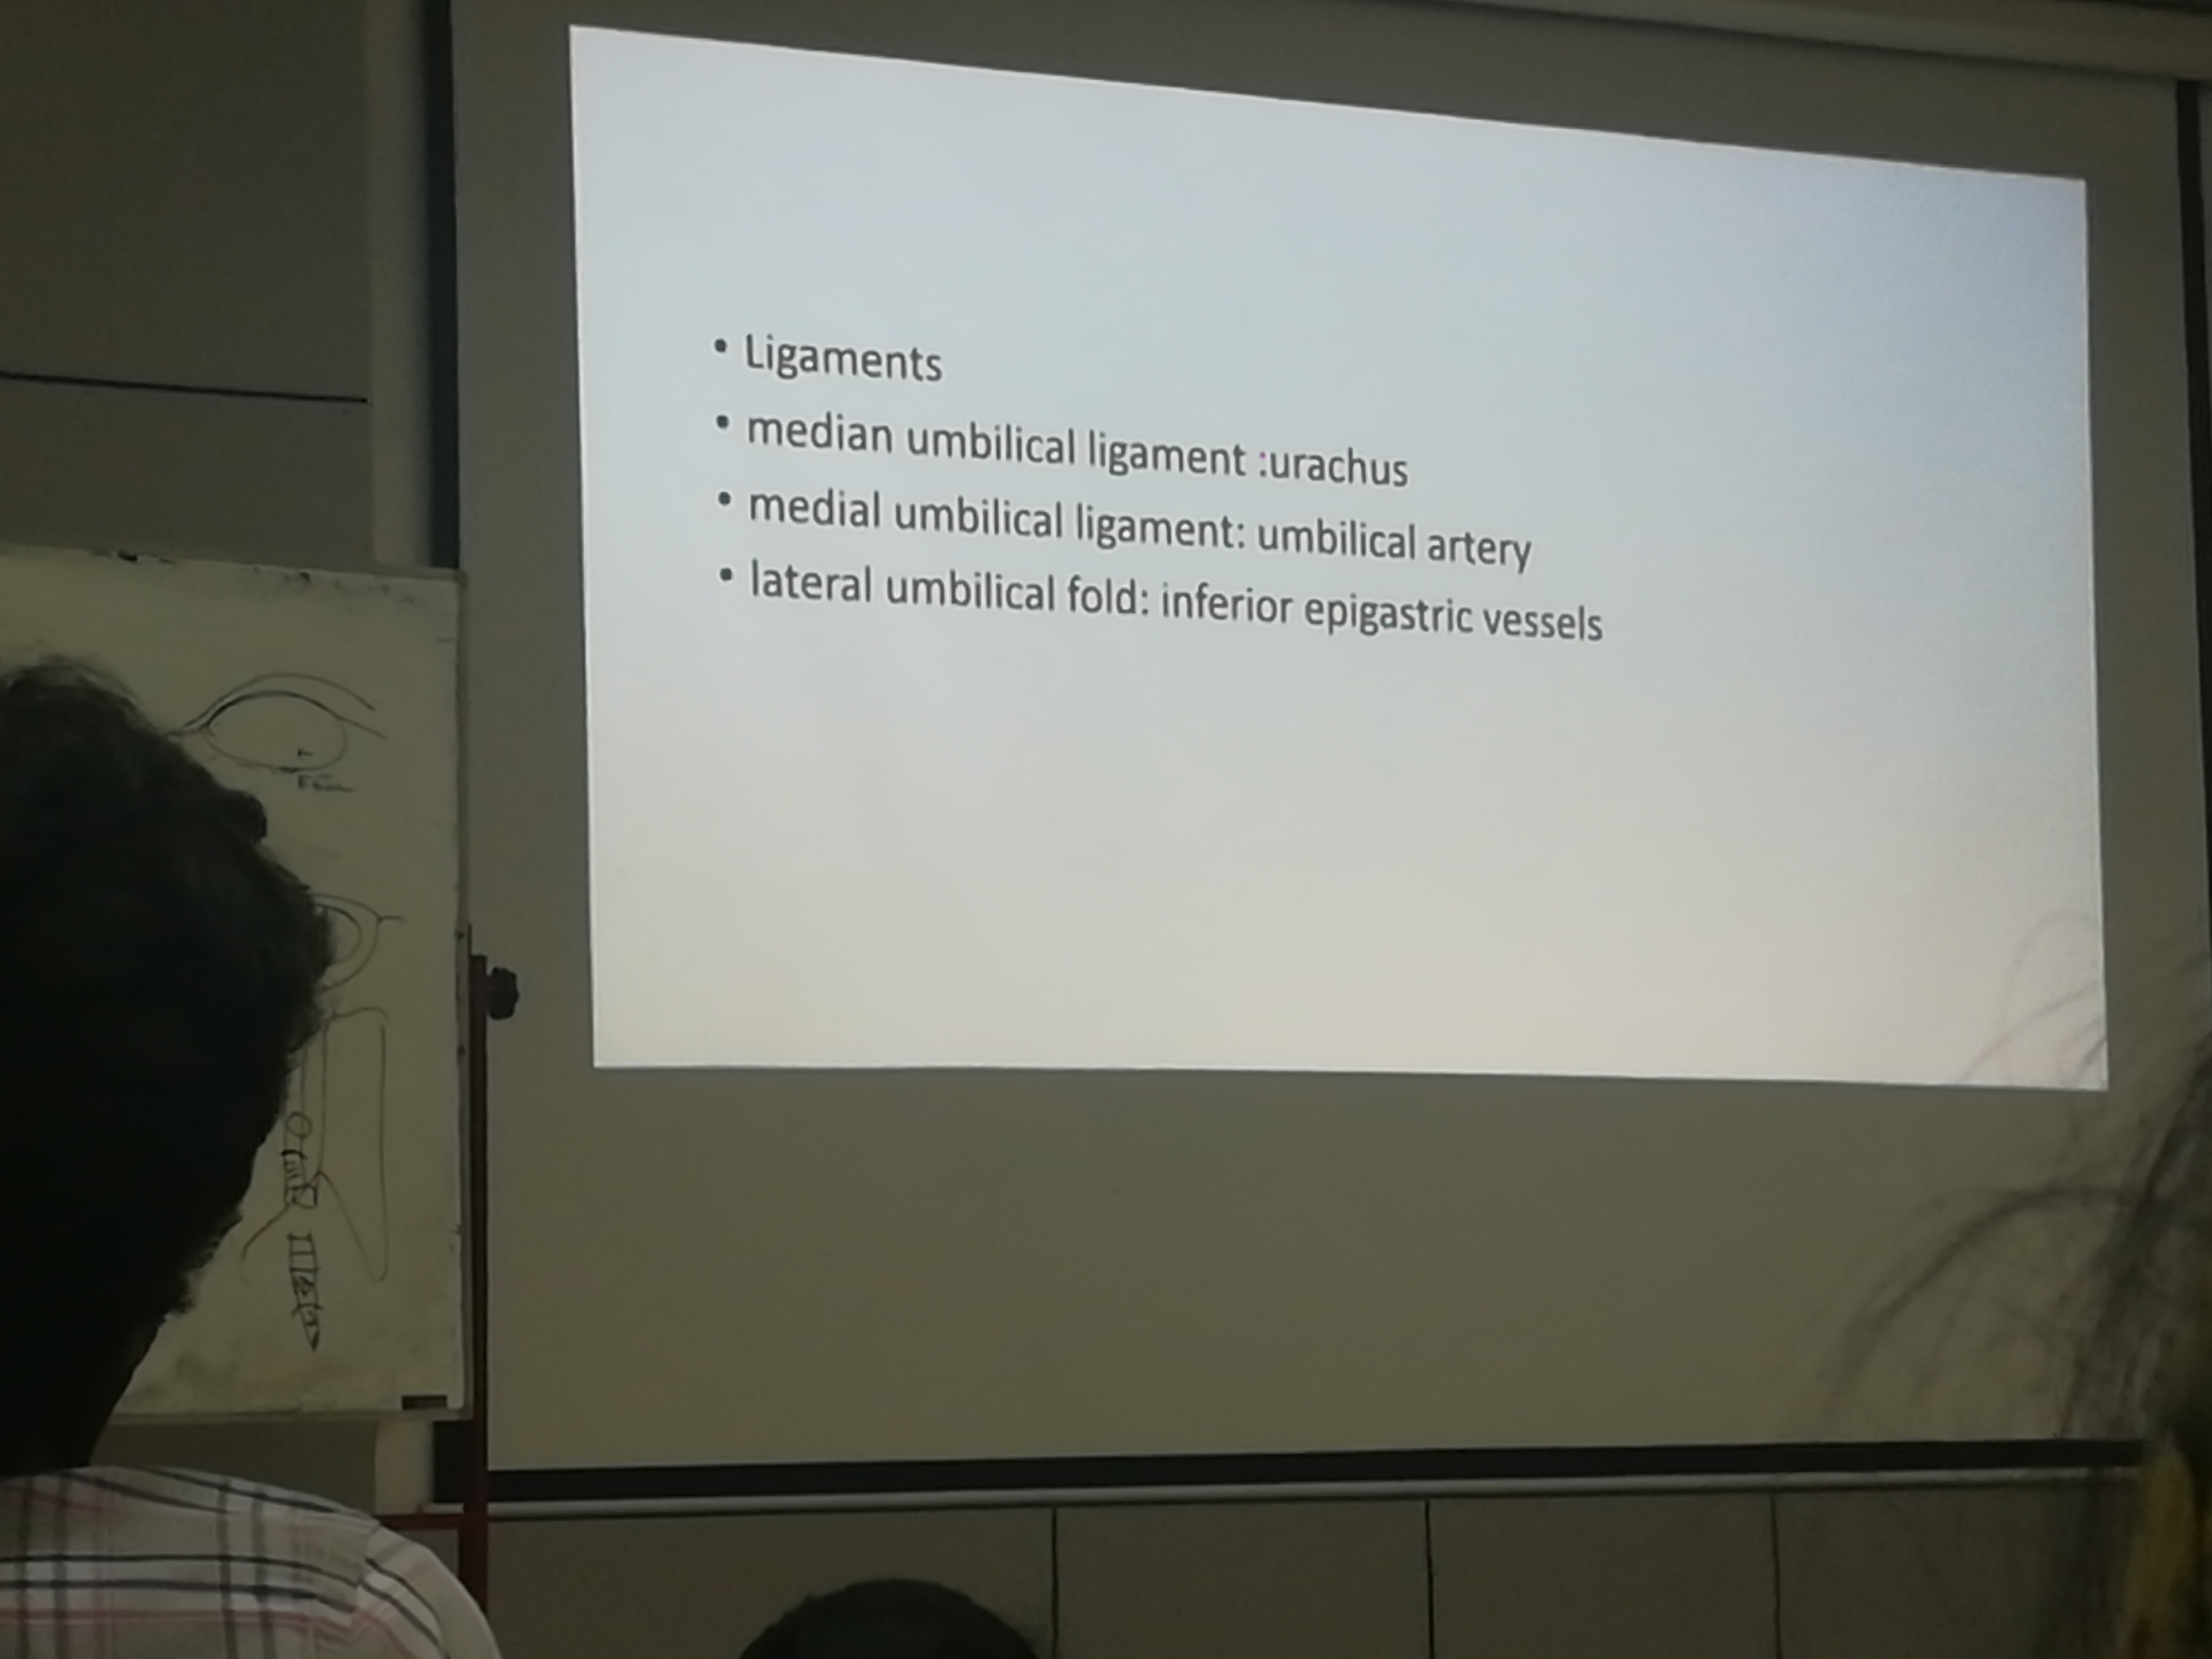 • Ligaments
• median umbilical ligament :urachus
• medial umbilical ligament: umbilical artery
• lateral umbilical fold: inferior epigastric vessels